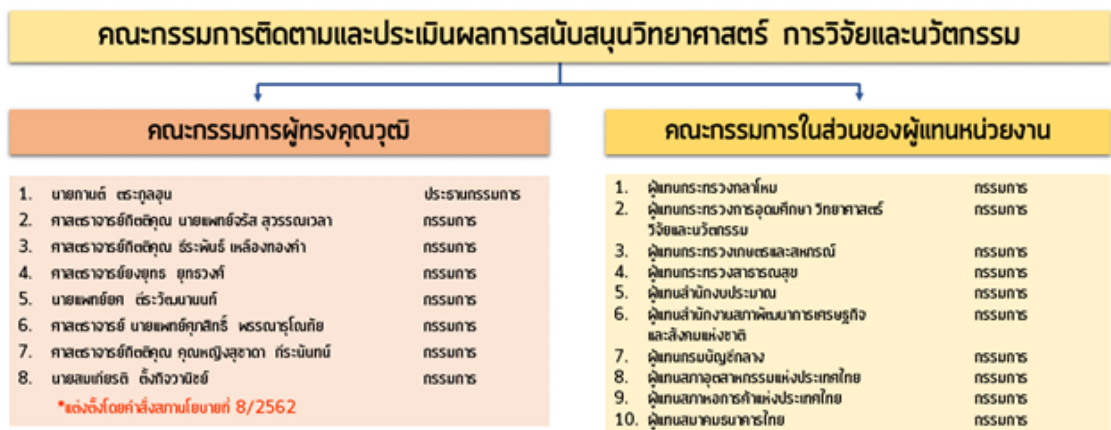 คณะกรรมการติดตามและประเมินผลการสนับสนุนวิทยาศาสตร์ การวิจัยและนวัตกรรม
คณะกรรมการผู้ทรงคุณวุฒิ
1. นายกานต์ ตระกูลฮุน ประธานกรรมการ
2. ศาสตราจารย์กิตติคุณ นายแพทย์จรัส สุวรรณเวลา กรรมการ
3. ศาสตราจารย์กิตติคุณ ธีระพันธ์ เหลืองทองคำ กรรมการ
4. ศาสตราจารย์ยงยุทธ ยุทธวงศ์ กรรมการ
5. นายแพทย์ยศ ตีระวัฒนานนท์ กรรมการ
6. ศาสตราจารย์ นายแพทย์ศุภสิทธิ์ พรรณารุโณทัย กรรมการ
7. ศาสตราจารย์กิตติคุณ คุณหญิงสุชาดา กีระนันทน์ กรรมการ
8. นายสมเกียรติ ตั้งกิจวานิชย์ กรรมการ
*แต่งตั้งโดยคำสั่งสภานโยบายที่ 8/2562
คณะกรรมการในส่วนของผู้แทนหน่วยงาน
1. ผู้แทนกระทรวงกลาโหม กรรมการ
2. ผู้แทนกระทรวงการอุดมศึกษา วิทยาศาสตร์ กรรมการ
วิจัยและนวัตกรรม
3. ผู้แทนกระทรวงเกษตรและสหกรณ์ กรรมการ
4. ผู้แทนกระทรวงสาธารณสุข กรรมการ
5. ผู้แทนสำนักงบประมาณ กรรมการ
6. ผู้แทนสำนักงานสภาพัฒนาการเศรษฐกิจ กรรมการ
และสังคมแห่งชาติ
7. ผู้แทนกรมบัญชีกลาง กรรมการ
8. ผู้แทนสภาอุตสาหกรรมแห่งประเทศไทย กรรมการ
9. ผู้แทนสภาหอการค้าแห่งประเทศไทย กรรมการ
10. ผู้แทนสมาคมธนาคารไทย กรรมการ